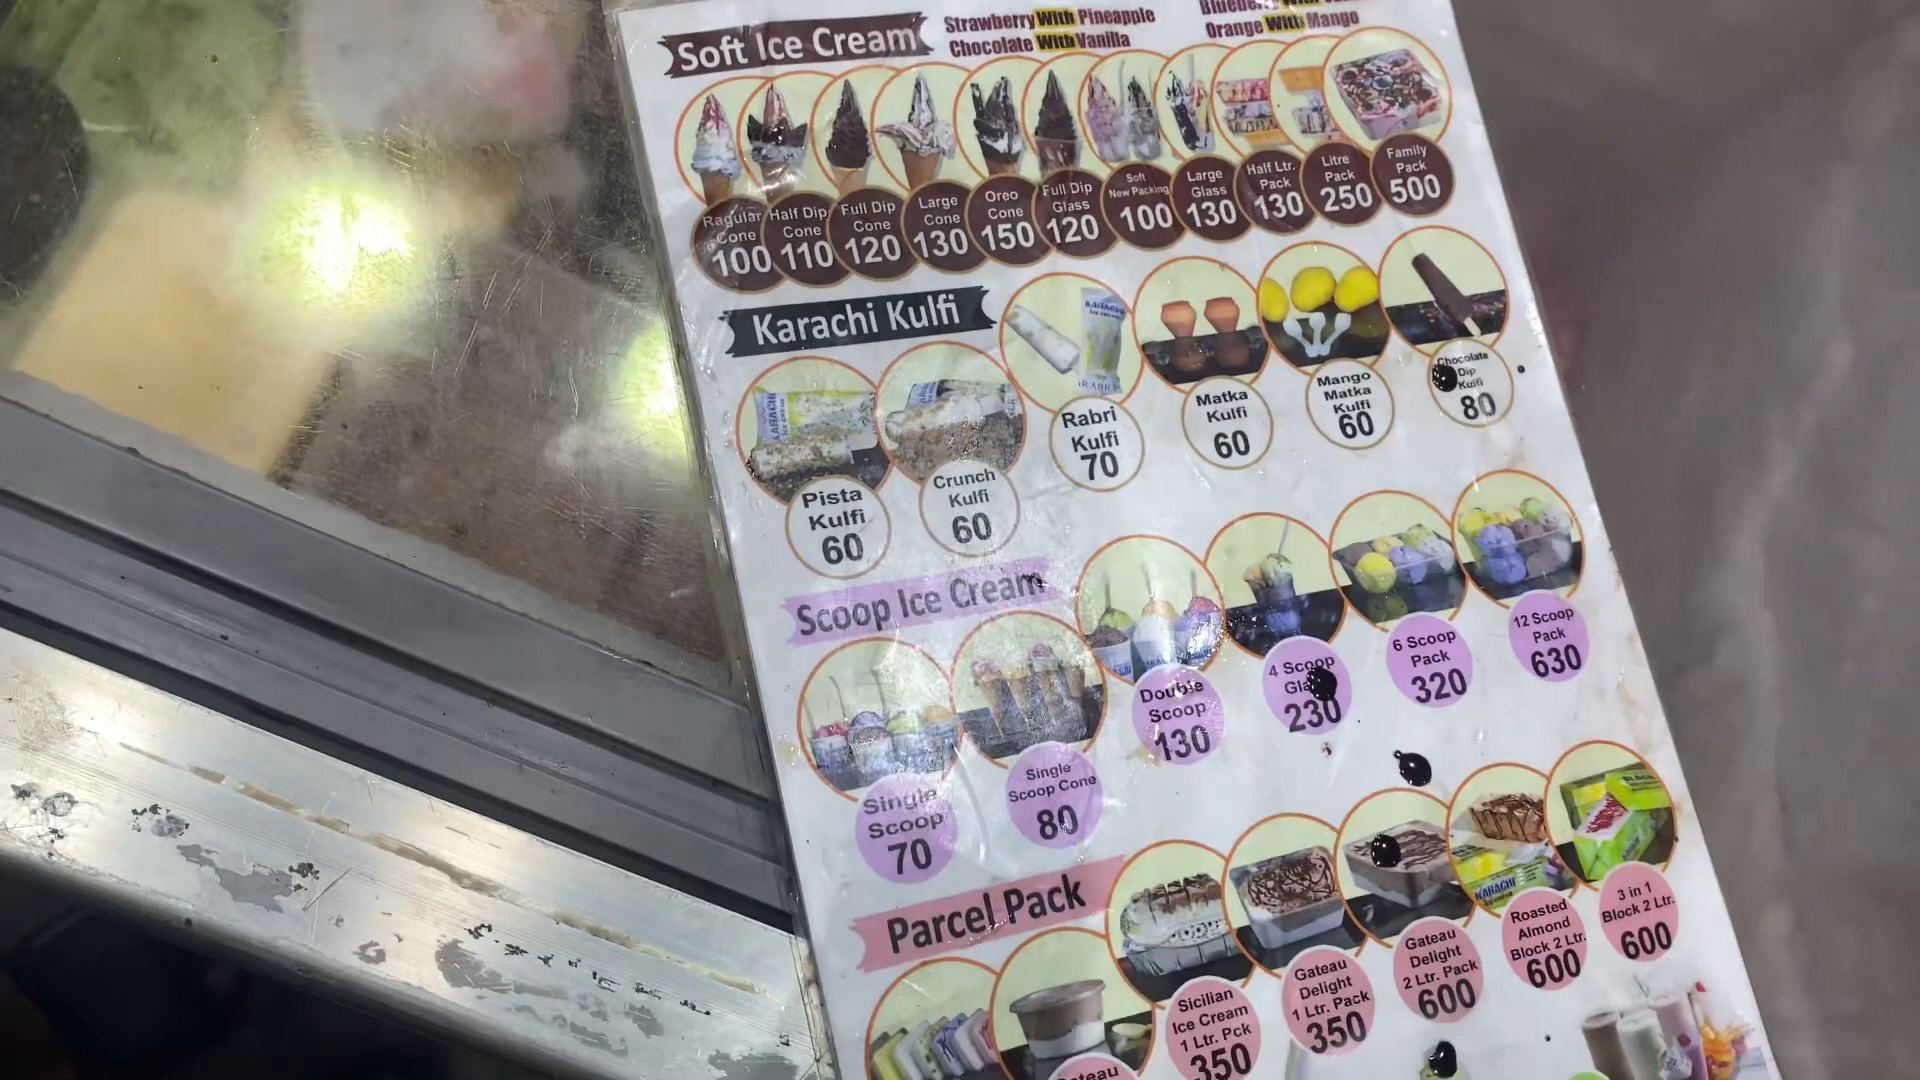 Soft Ice Cream
Strawberry With Pineapple
Chocolate With Vanilla
Orange With Mango
Ragular
Cone
100
Half Dip
Cone
110
Full Dip
Cone
120
Large
Cone
130
Oreo
Cone
150
Full Dip
Glass
120
Soft
New Packing
100
Large
Glass
130
Half Ltr.
Pack
130
Litre
Pack
250
Family
Pack
500
Karachi Kulfi
Pista
Kulfi
60
Crunch
Kulfi
60
Rabri
Kulfi
70
Matka
Kulfi
60
Mango
Matka
Kulfi
60
Chocolate
Dip
Kulfi
80
Scoop Ice Cream
Single
Scoop
70
Single
Scoop Cone
80
Double
Scoop
130
4 Scoop
230
6 Scoop
Pack
320
12 Scoop
Pack
630
Parcel Pack
Sicilian
Ice Cream
1 Ltr. Pck
350
Gateau
Delight
1 Ltr. Pack
350
Gateau
Delight
2 Ltr. Pack
600
Roasted
Almond
Block 2 Ltr.
600
3 in 1
Block 2 Ltr.
600
KARACHI